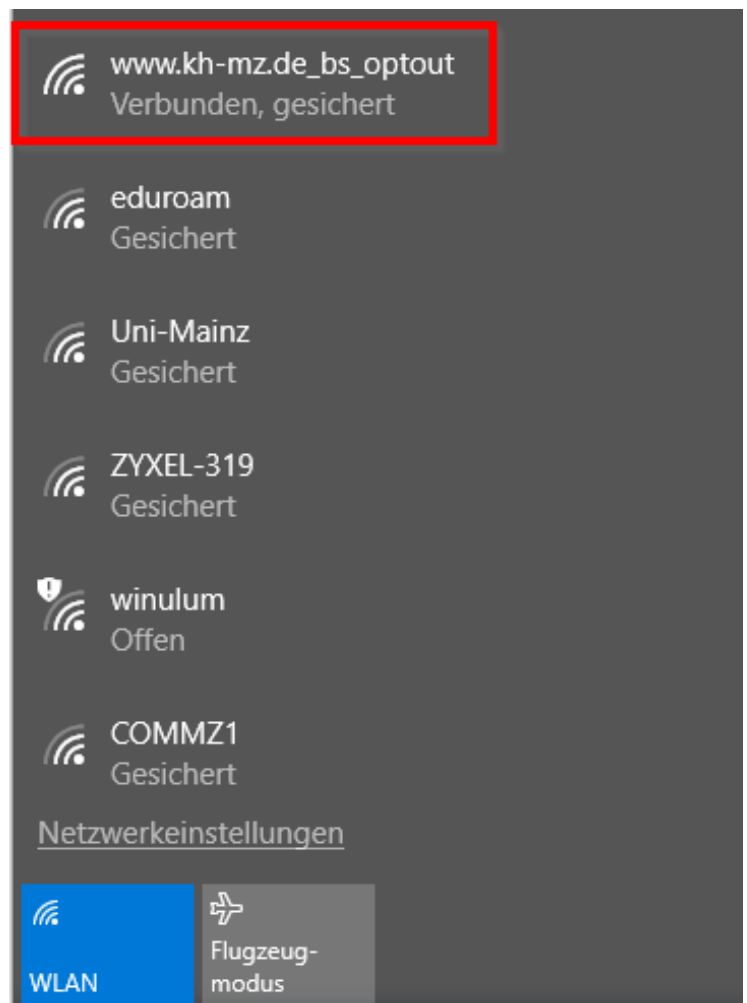 www.kh-mz.de_bs_optout
Verbunden, gesichert
eduroam
Gesichert
Uni-Mainz
Gesichert
ZYXEL-319
Gesichert
winulum
Offen
COMMZ1
Gesichert
Netzwerkeinstellungen
WLAN
Flugzeug-
modus